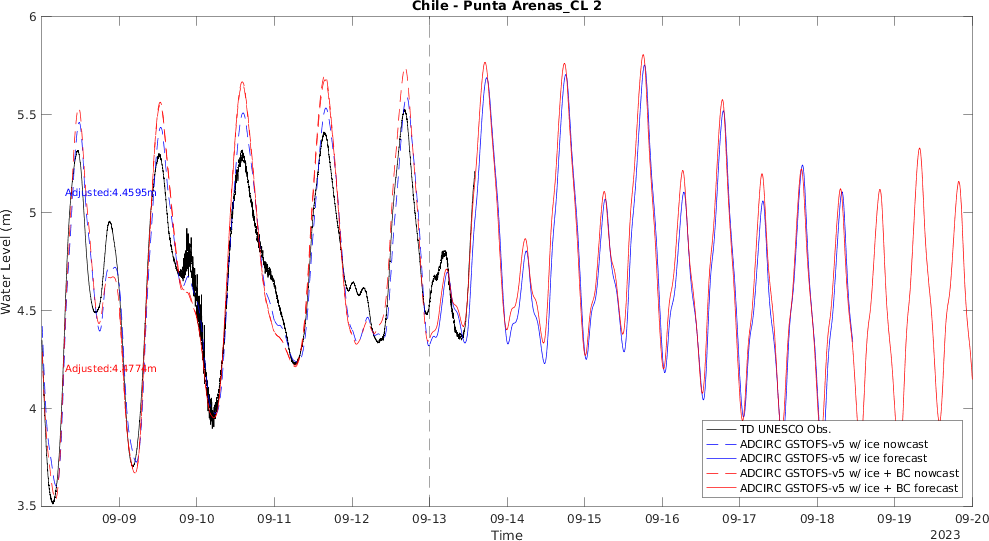 Chile - Punta Arenas_CL 2
6
5.5
5
4.5
4
3.5
Water Level (m)
Adjusted:4.4595m
Adjusted:4.4774m
TD UNESCO Obs.
ADCIRC GSTOFS-v5 w/ ice nowcast
ADCIRC GSTOFS-v5 w/ ice forecast
ADCIRC GSTOFS-v5 w/ ice + BC nowcast
ADCIRC GSTOFS-v5 w/ ice + BC forecast
09-09 09-10 09-11 09-12 09-13 09-14 09-15 09-16 09-17 09-18 09-19 09-20
Time
2023